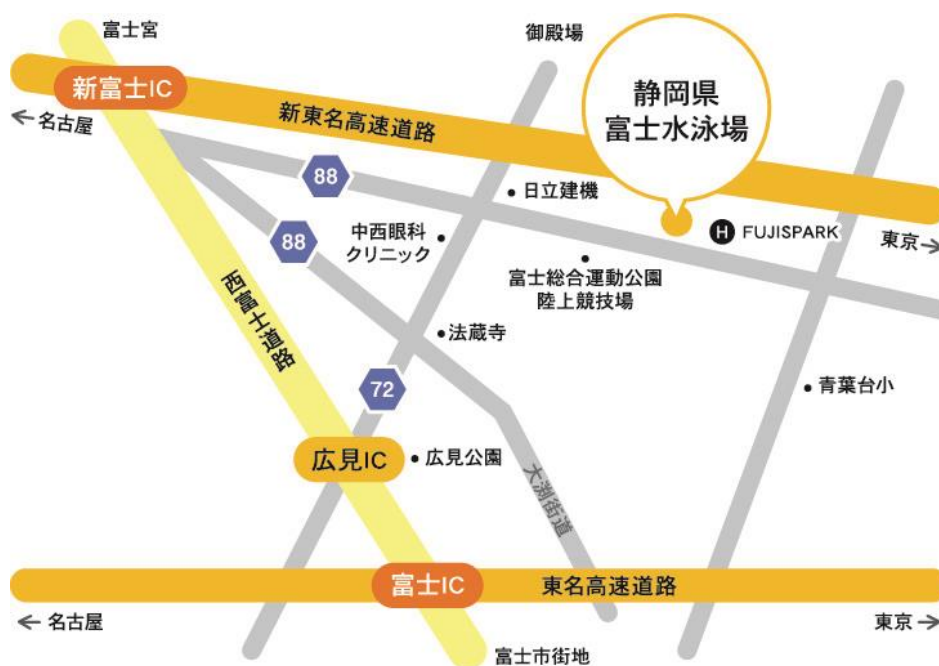 富士宮
御殿場
新富士IC
静岡県
富士水泳場
名古屋
新東名高速道路
88
日立建機
中西眼科
クリニック
H FUJISPARK
東京
88
富士総合運動公園
陸上競技場
西富士道路
法蔵寺
72
青葉台小
広見IC
広見公園
大淵街道
富士IC
東名高速道路
名古屋
東京
富士市街地